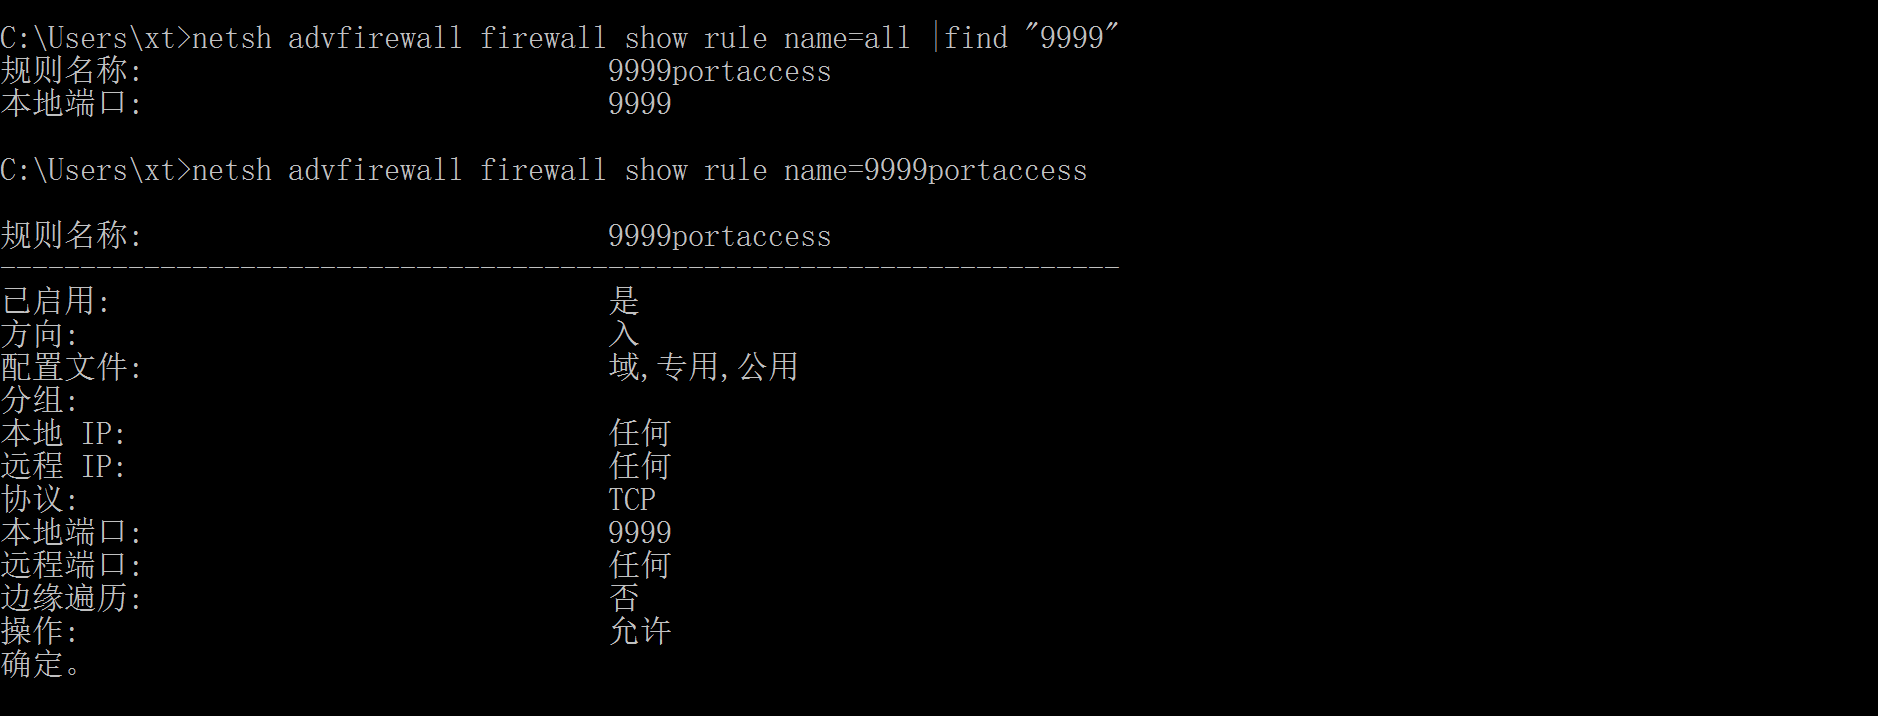 C:\Users\xt>netsh advfirewall firewall show rule name=all |find "9999"
规则名称: 9999portaccess
本地端口: 9999
C:\Users\xt>netsh advfirewall firewall show rule name=9999portaccess
规则名称: 9999portaccess
----------------------------------------------------------------------
已启用: 是
方向: 入
配置文件: 域,专用,公用
分组:
本地 IP: 任何
远程 IP: 任何
协议: TCP
本地端口: 9999
远程端口: 任何
边缘遍历: 否
操作: 允许
确定。